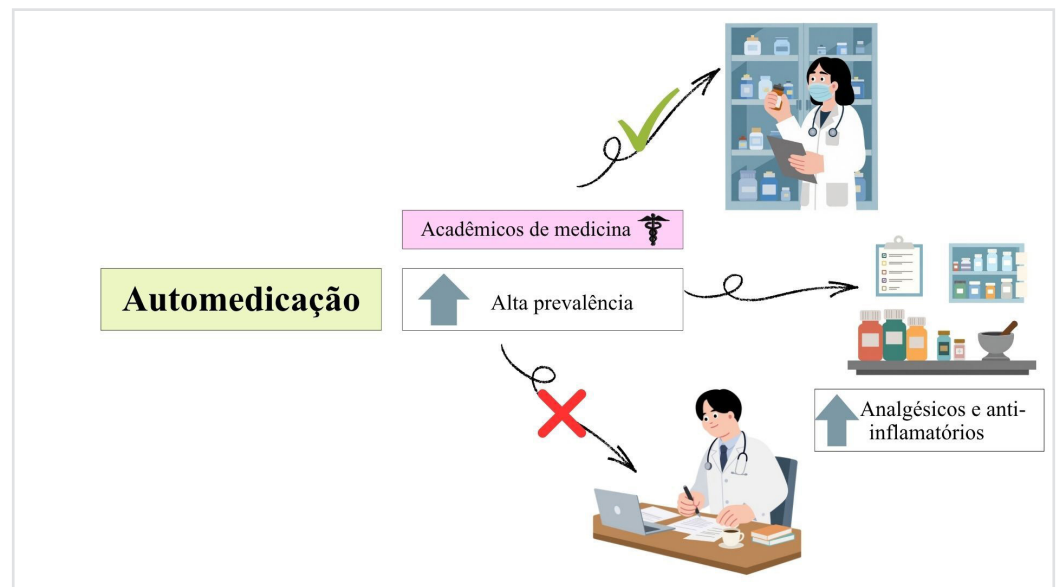 Acadêmicos de medicina
Automedicação
Alta prevalência
Analgésicos e anti-
inflamatórios